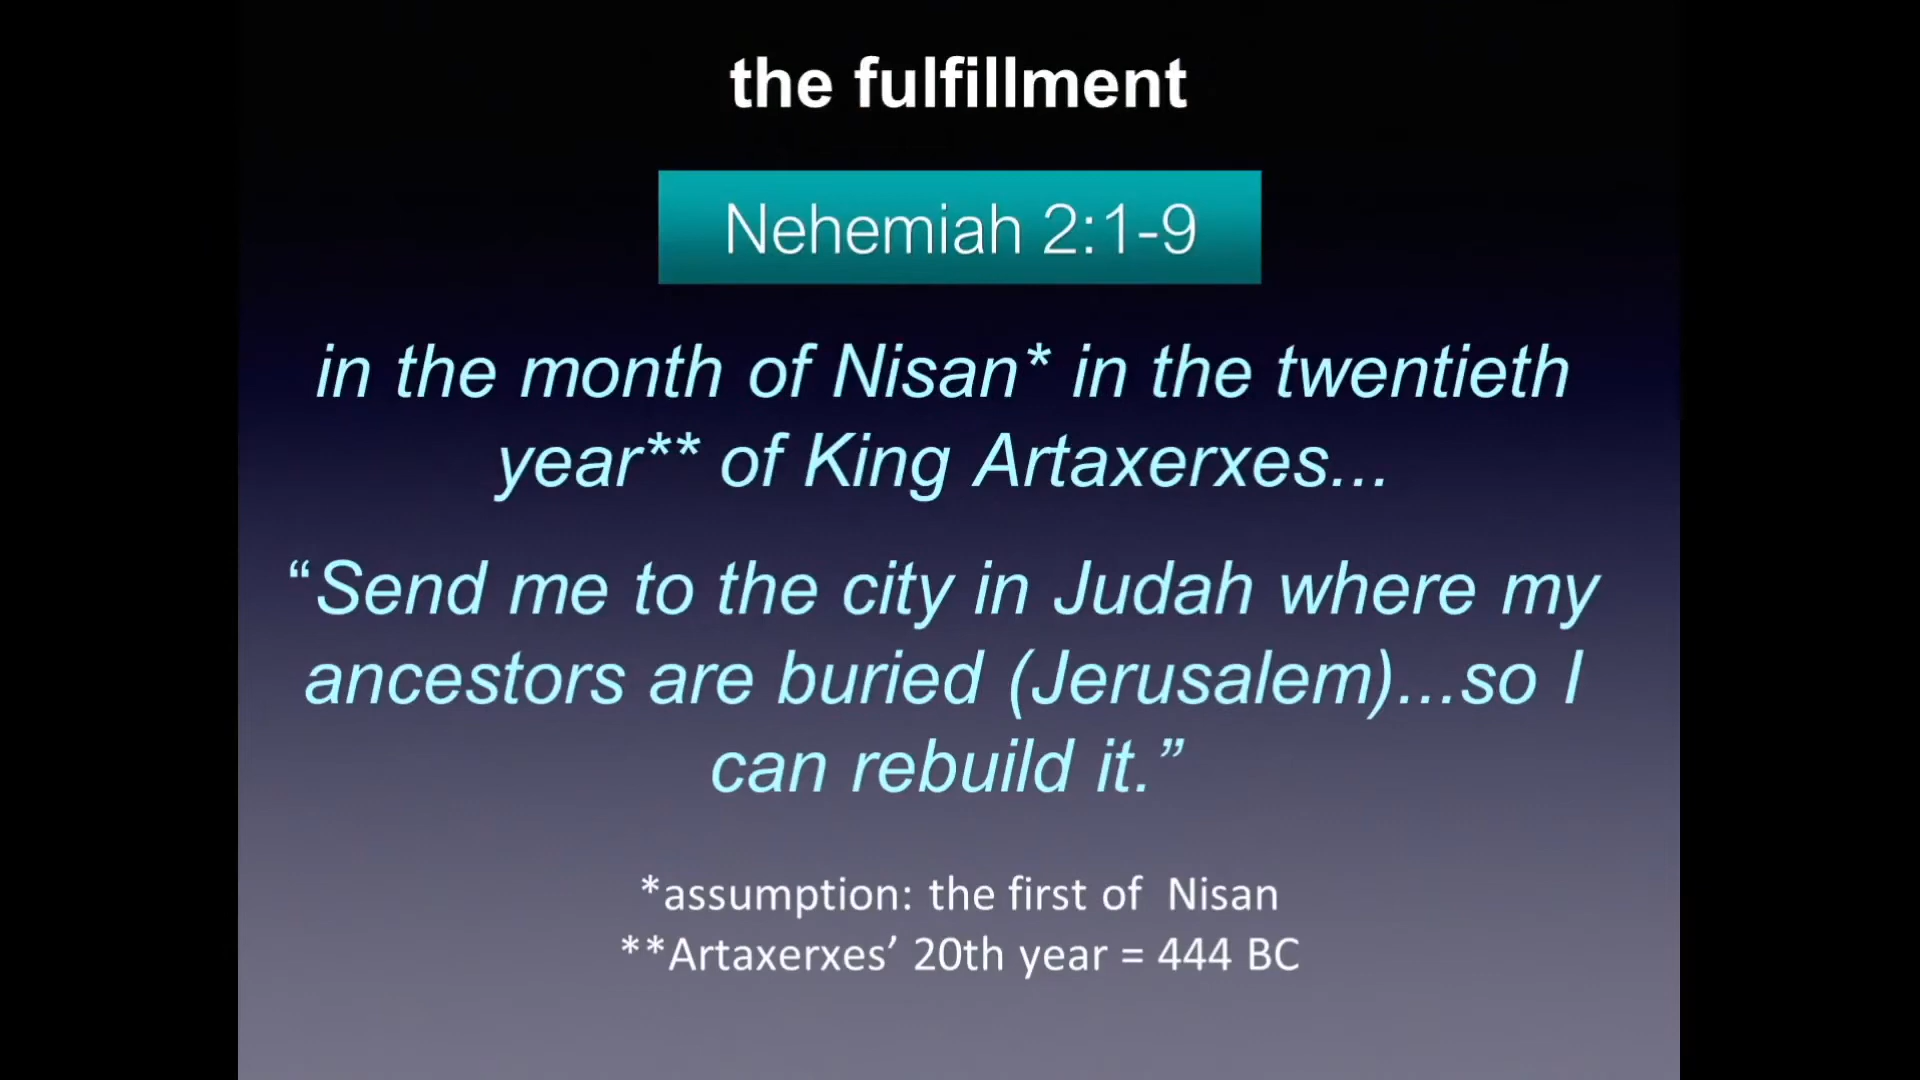 the fulfillment
Nehemiah 2:1-9
in the month of Nisan* in the twentieth
year** of King Artaxerxes...
“Send me to the city in Judah where my
ancestors are buried (Jerusalem)...so I
can rebuild it.”
*assumption: the first of  Nisan
**Artaxerxes’ 20th year = 444 BC